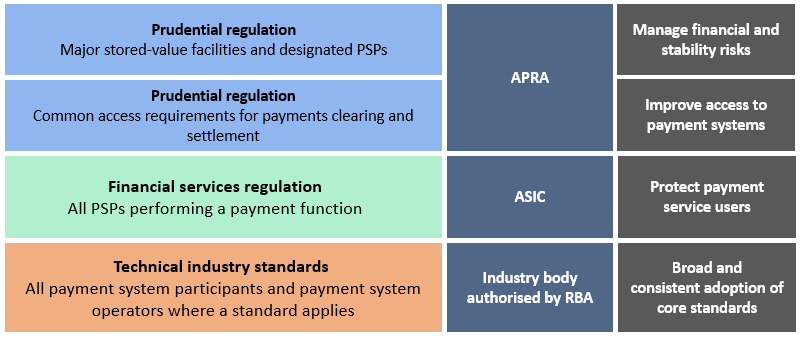 Prudential regulation
Major stored-value facilities and designated PSPs
APRA
Manage financial and
stability risks
Prudential regulation
Common access requirements for payments clearing and
settlement
Improve access to
payment systems
Financial services regulation
All PSPs performing a payment function
ASIC
Protect payment
service users
Technical industry standards
All payment system participants and payment system
operators where a standard applies
Industry body
authorised by RBA
Broad and
consistent adoption of
core standards